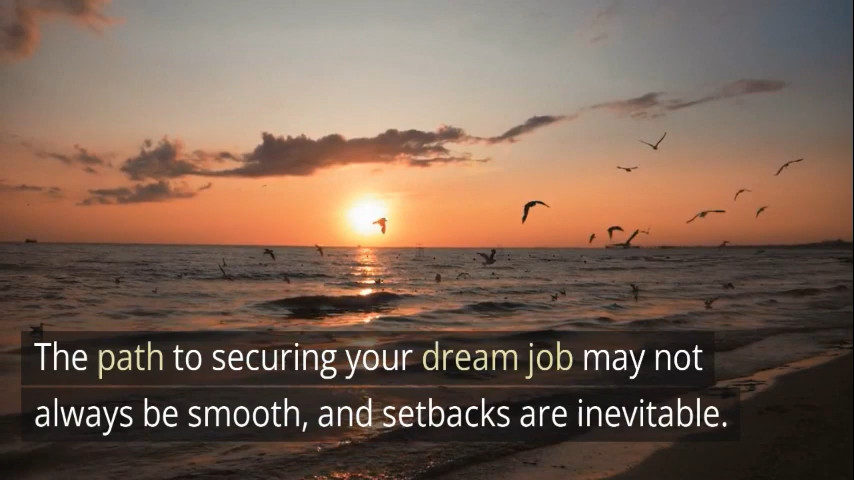 The path to securing your dream job may not
always be smooth, and setbacks are inevitable.